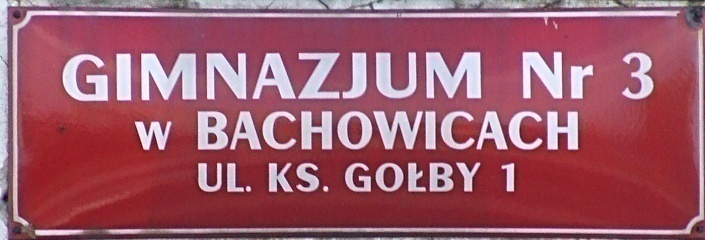 GIMNAZJUM Nr 3
w BACHOWICACH
UL. KS. GOŁBY 1